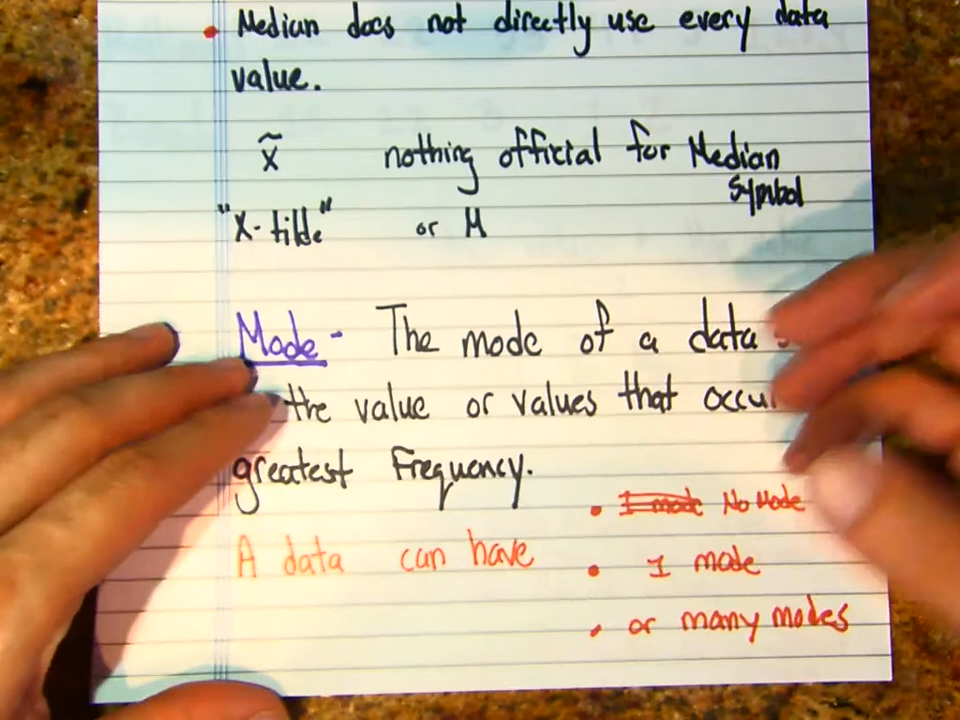 • Median does not directly use every data
value.
x̃ nothing official for Median
symbol
"X-tilde" or M
Mode - The mode of a data
the value or values that occu
greatest Frequency.
• 1 mode No Mode
A data can have • 1 mode
• or many modes